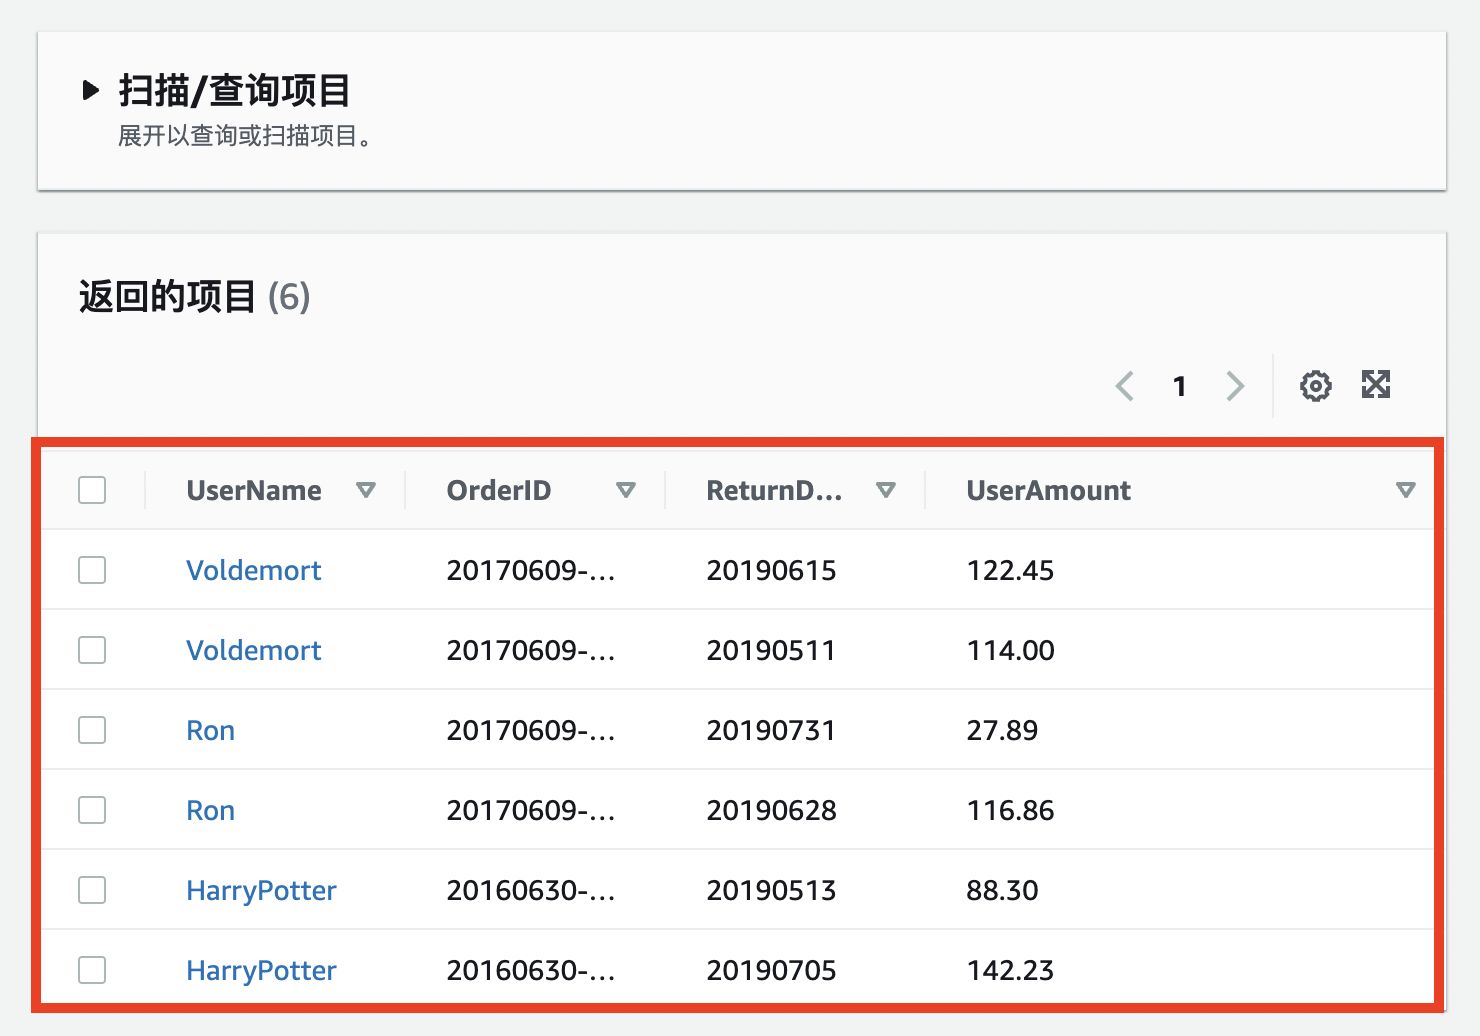 扫描/查询项目
展开以查询或扫描项目。
返回的项目 (6)
1
UserName OrderID ReturnD... UserAmount
Voldemort 20170609-... 20190615 122.45
Voldemort 20170609-... 20190511 114.00
Ron 20170609-... 20190731 27.89
Ron 20170609-... 20190628 116.86
HarryPotter 20160630-... 20190513 88.30
HarryPotter 20160630-... 20190705 142.23